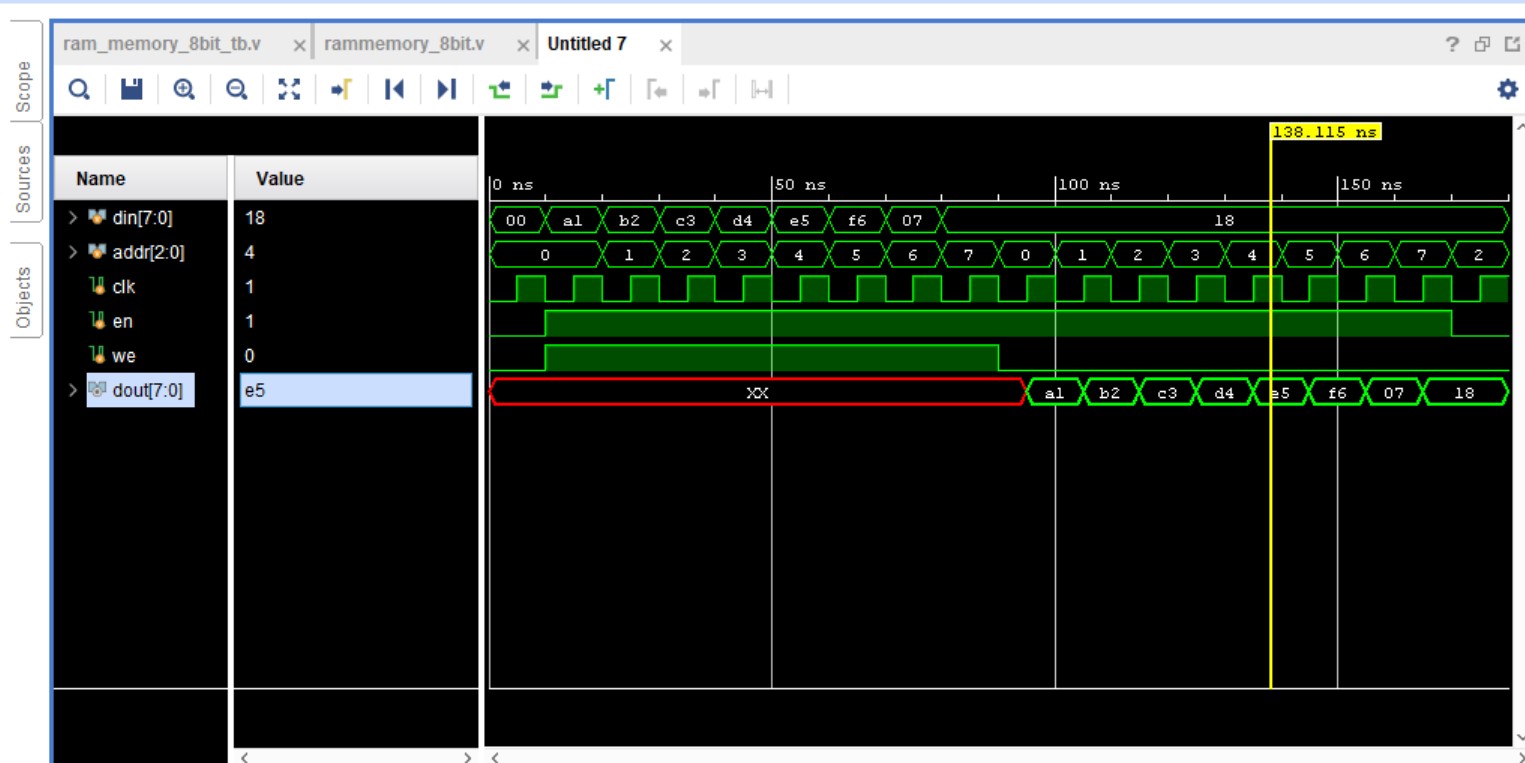 ram_memory_8bit_tb.v × rammemory_8bit.v × Untitled 7 × ?
Scope
Sources
Objects
138.115 ns
Name Value 0 ns 50 ns 100 ns 150 ns
din[7:0] 18 00 a1 b2 c3 d4 e5 f6 07 18
addr[2:0] 4 0 1 2 3 4 5 6 7 0 1 2 3 4 5 6 7 2
clk 1
en 1
we 0
dout[7:0] e5 XX a1 b2 c3 d4 e5 f6 07 18